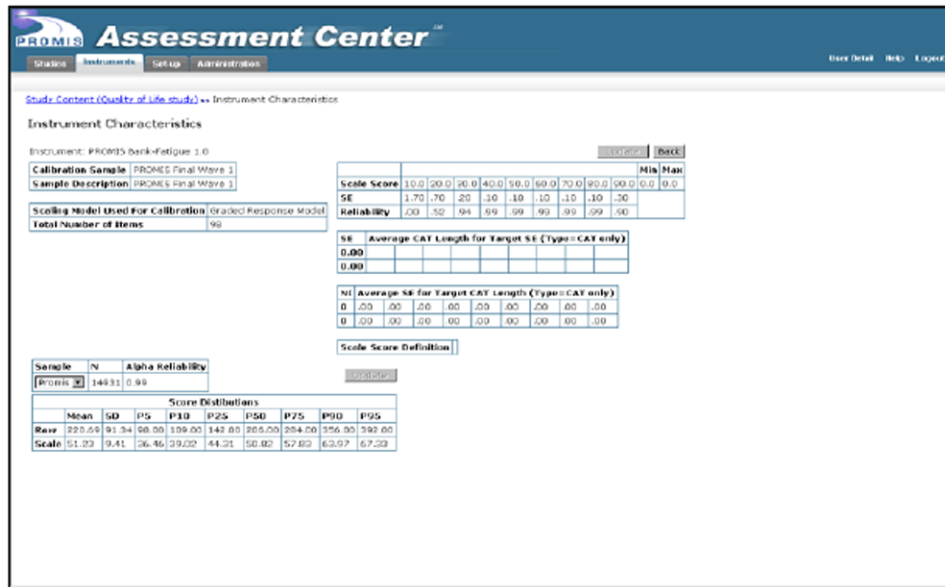 PROMIS Assessment Center
Studies Instruments Set-up Administration
User Detail Help Logout
Study Content (Quality of Life study) Instrument Characteristics
Instrument Characteristics
Instrument: PROMIS Bank-Fatigue 1.0
Update Back
Calibration Sample PROMIS Final Wave 1
Sample Description PROMIS Final Wave 1
Scaling Model Used For Calibration Graded Response Model
Total Number of Items 98
Min Max
Scale Score 10.0 20.0 30.0 40.0 50.0 60.0 70.0 80.0 90.0 0.0 0.0
SE 1.70 .70 .20 .10 .10 .10 .10 .10 .30
Reliability .00 .52 .94 .99 .99 .99 .99 .99 .90
SE Average CAT Length for Target SE (Type=CAT only)
0.00
0.00
NI Average SE for Target CAT Length (Type=CAT only)
0 .00 .00 .00 .00 .00 .00 .00 .00 .00
0 .00 .00 .00 .00 .00 .00 .00 .00 .00
Scale Score Definition
Update
Sample N Alpha Reliability
Promis 14931 0.99
Score Distibutions
Mean SD P5 P10 P25 P50 P75 P90 P95
Raw 220.69 91.34 98.00 109.00 142.00 206.00 284.00 356.00 392.00
Scale 51.23 9.41 36.46 39.02 44.31 50.82 57.83 63.97 67.33